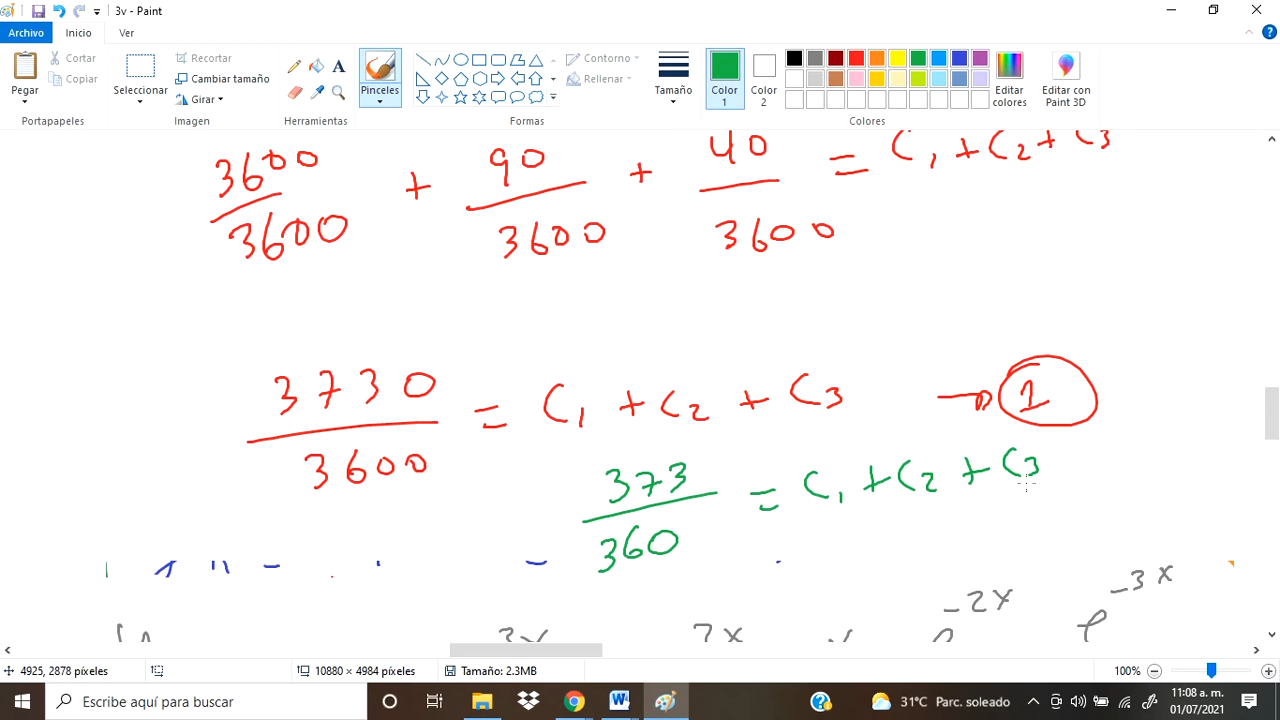 3v - Paint
Archivo Inicio Ver
Pegar
Cortar
Copiar
Portapapeles
Seleccionar
Recortar
Cambiar tamaño
Girar
Imagen
A
Herramientas
Pinceles
Contorno
Rellenar
Formas
Tamaño
Color 1
Color 2
Editar colores
Editar con Paint 3D
Colores
3600/3600 + 90/3600 + 40/3600 = C1 + C2 + C3
3730/3600 = C1 + C2 + C3 → 1
373/360 = C1 + C2 + C3
-2x -3x
4925, 2878 píxeles
10880 × 4984 píxeles
Tamaño: 2.3MB
100%
Escribe aquí para buscar
31°C Parc. soleado
11:08 a. m.
01/07/2021